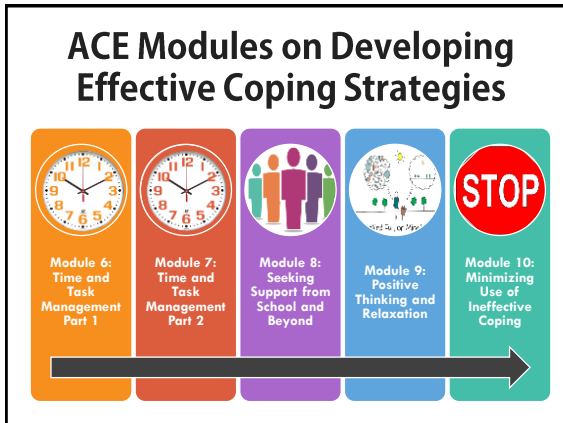 ACE Modules on Developing
Effective Coping Strategies
Module 6:
Time and
Task
Management
Part 1
Module 7:
Time and
Task
Management
Part 2
Module 8:
Seeking
Support from
School and
Beyond
Module 9:
Positive
Thinking and
Relaxation
STOP
Module 10:
Minimizing
Use of
Ineffective
Coping